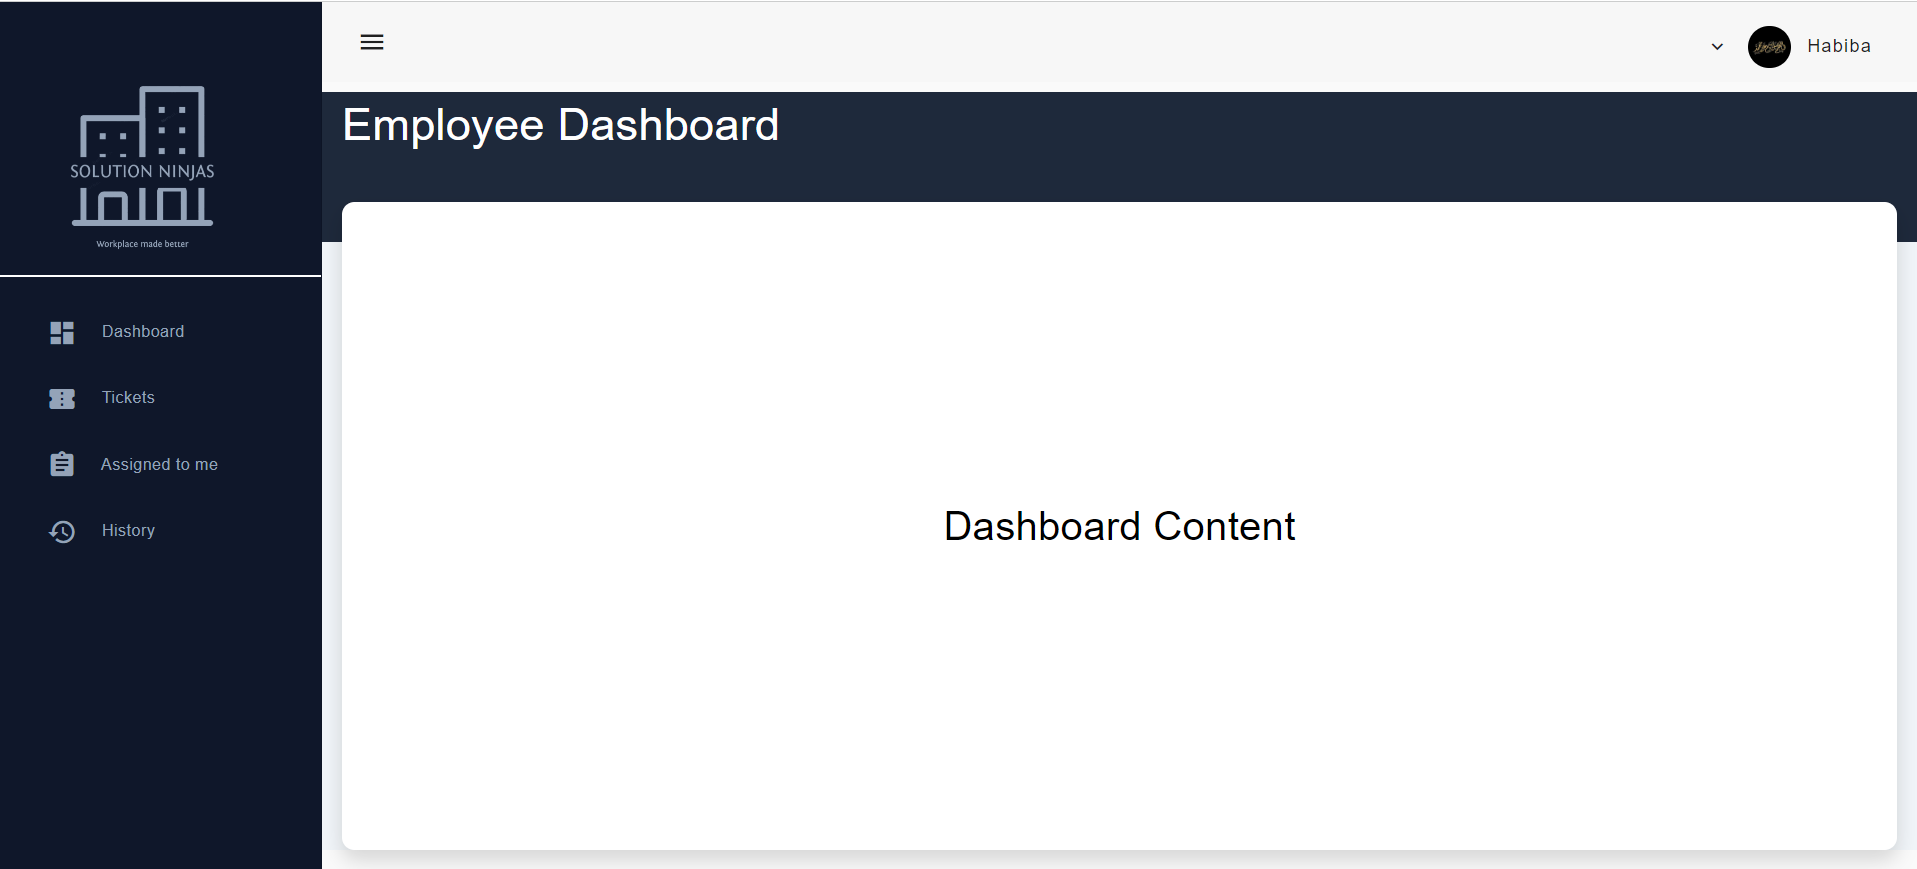 Habiba
Employee Dashboard
SOLUTION NINJAS
Workplace made better
Dashboard
Tickets
Assigned to me
History
Dashboard Content